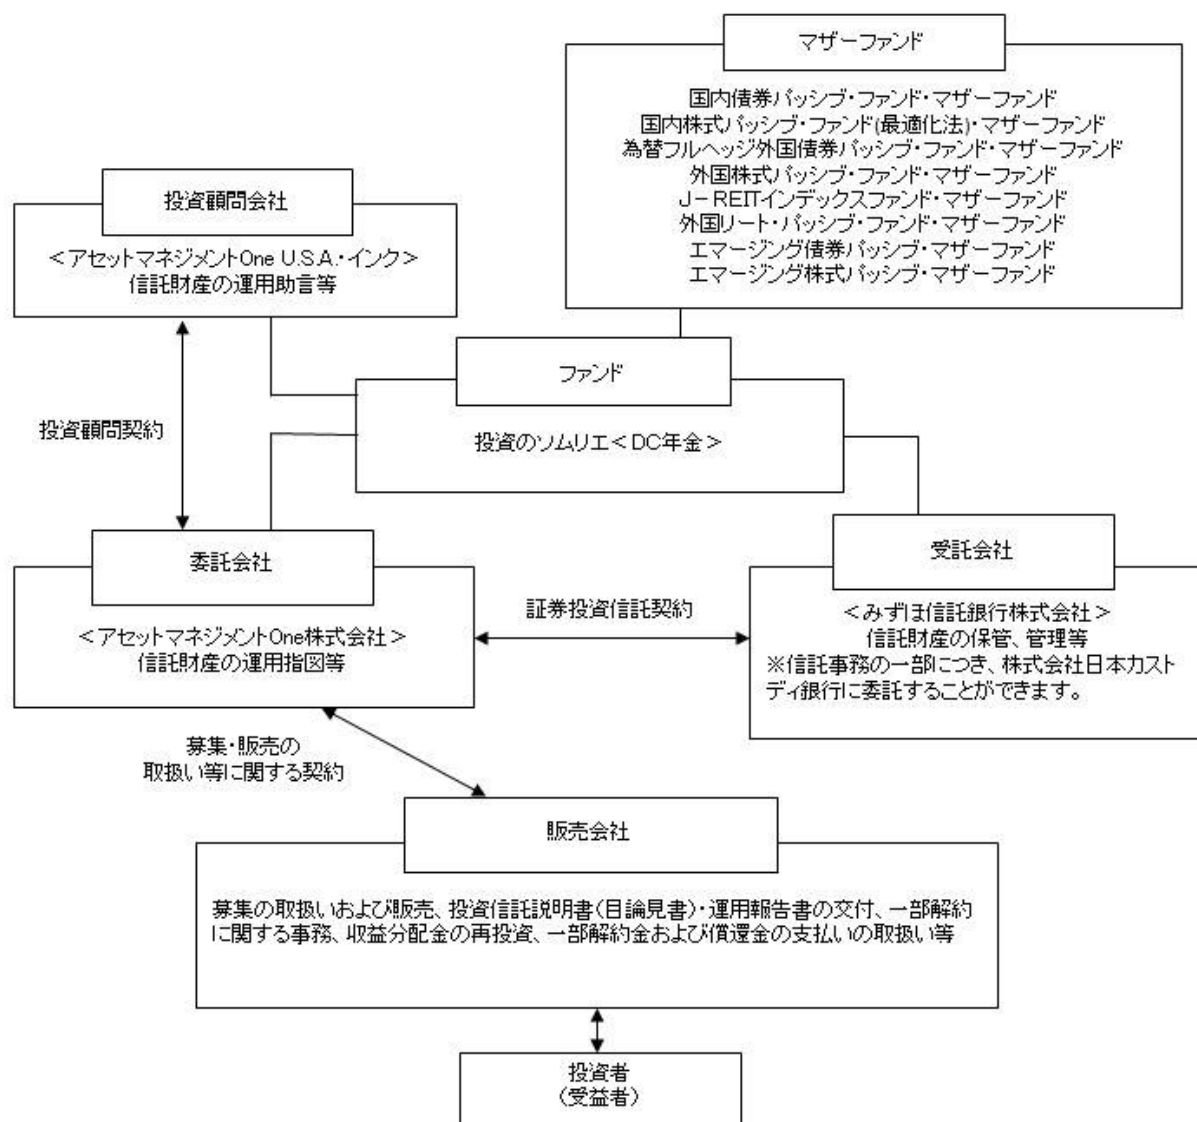 マザーファンド
国内債券パッシブ・ファンド・マザーファンド
国内株式パッシブ・ファンド(最適化法)・マザーファンド
為替フルヘッジ外国債券パッシブ・ファンド・マザーファンド
外国株式パッシブ・ファンド・マザーファンド
J－REITインデックスファンド・マザーファンド
外国リート・パッシブ・ファンド・マザーファンド
エマージング債券パッシブ・マザーファンド
エマージング株式パッシブ・マザーファンド
投資顧問会社
＜アセットマネジメントOne U.S.A.・インク＞
信託財産の運用助言等
ファンド
投資のソムリエ＜DC年金＞
投資顧問契約
委託会社
＜アセットマネジメントOne株式会社＞
信託財産の運用指図等
証券投資信託契約
受託会社
＜みずほ信託銀行株式会社＞
信託財産の保管、管理等
※信託事務の一部につき、株式会社日本カスト
ディ銀行に委託することができます。
募集・販売の
取扱い等に関する契約
販売会社
募集の取扱いおよび販売、投資信託説明書(目論見書)・運用報告書の交付、一部解約
に関する事務、収益分配金の再投資、一部解約金および償還金の支払いの取扱い等
投資者
(受益者)